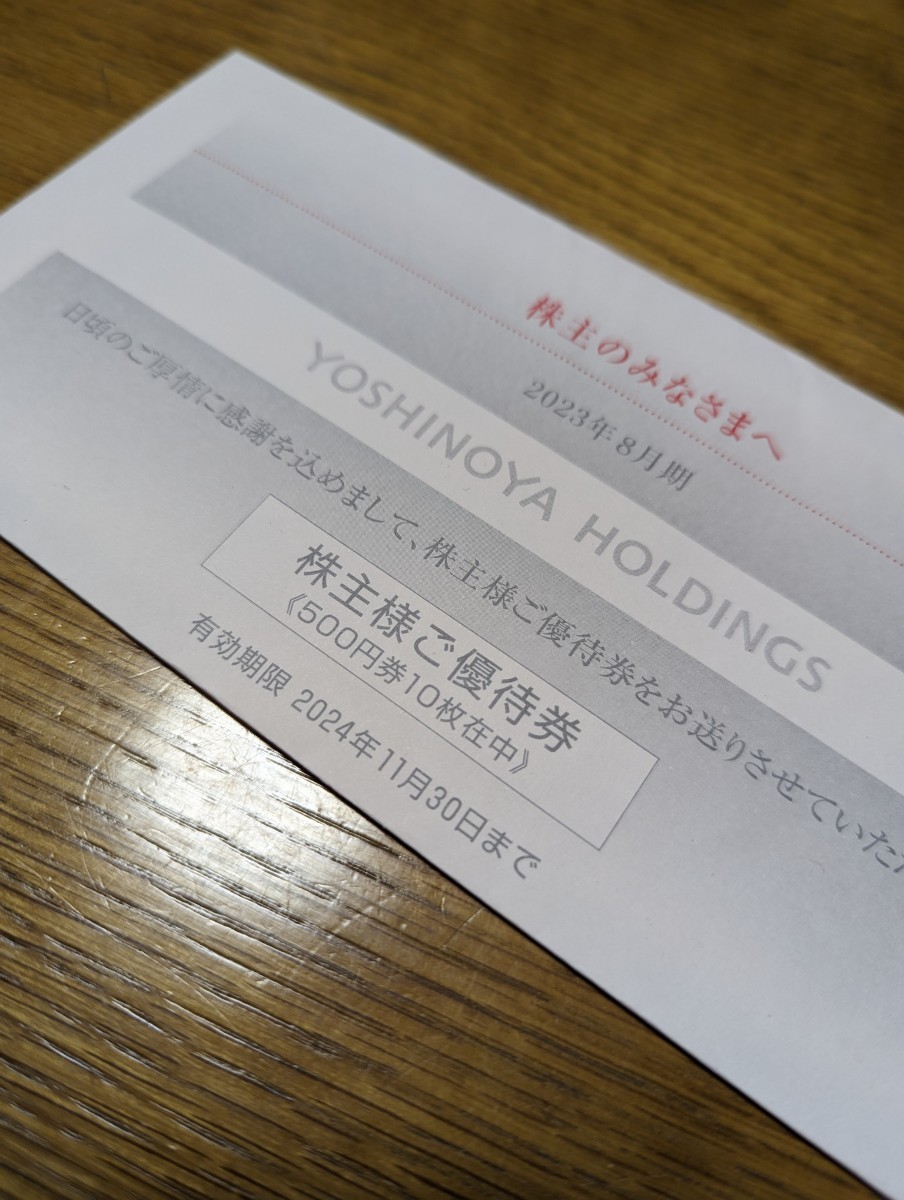 株主のみなさまへ
2023年8月期
YOSHINOYA HOLDINGS
日頃のご厚情に感謝を込めまして、株主様ご優待券をお送りさせていただ
株主様ご優待券
《500円券10枚在中》
有効期限 2024年11月30日まで